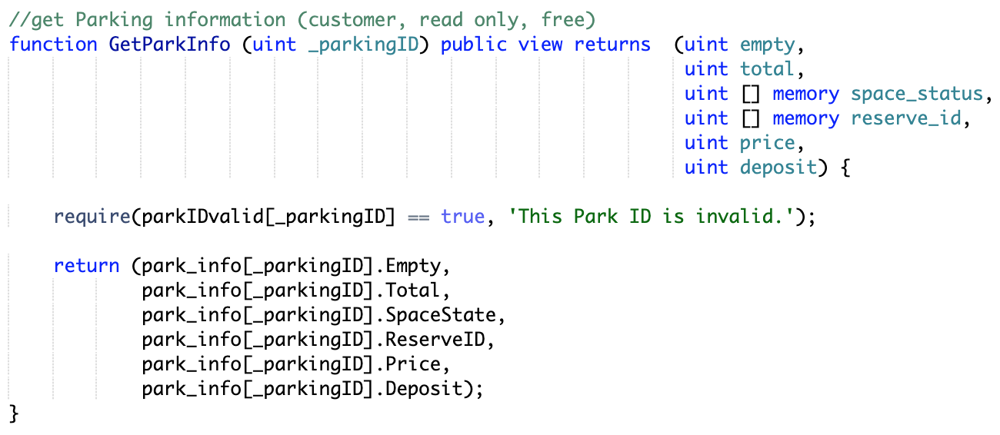 //get Parking information (customer, read only, free)
function GetParkInfo (uint _parkingID) public view returns  (uint empty,
                                                             uint total,
                                                             uint [] memory space_status,
                                                             uint [] memory reserve_id,
                                                             uint price,
                                                             uint deposit) {
    require(parkIDvalid[_parkingID] == true, 'This Park ID is invalid.');
    return (park_info[_parkingID].Empty,
            park_info[_parkingID].Total,
            park_info[_parkingID].SpaceState,
            park_info[_parkingID].ReserveID,
            park_info[_parkingID].Price,
            park_info[_parkingID].Deposit);
}